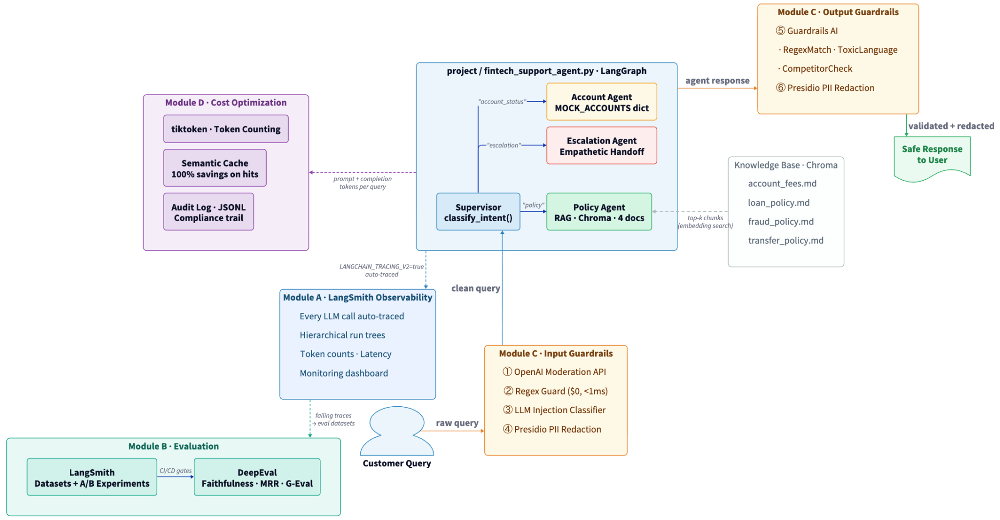 Module C · Output Guardrails
⑤ Guardrails AI
· RegexMatch · ToxicLanguage
· CompetitorCheck
⑥ Presidio PII Redaction
agent response
validated + redacted
Safe Response
to User
project / fintech_support_agent.py · LangGraph
"account_status"
Account Agent
MOCK_ACCOUNTS dict
"escalation"
Escalation Agent
Empathetic Handoff
Supervisor
classify_intent()
"policy"
Policy Agent
RAG · Chroma · 4 docs
top-k chunks
(embedding search)
Knowledge Base · Chroma
account_fees.md
loan_policy.md
fraud_policy.md
transfer_policy.md
Module D · Cost Optimization
tiktoken · Token Counting
Semantic Cache
100% savings on hits
Audit Log · JSONL
Compliance trail
prompt + completion
tokens per query
LANGCHAIN_TRACING_V2=true
auto-traced
clean query
Module A · LangSmith Observability
Every LLM call auto-traced
Hierarchical run trees
Token counts · Latency
Monitoring dashboard
Module C · Input Guardrails
① OpenAI Moderation API
② Regex Guard ($0, <1ms)
③ LLM Injection Classifier
④ Presidio PII Redaction
raw query
Customer Query
failing traces
→ eval datasets
Module B · Evaluation
LangSmith
Datasets + A/B Experiments
CI/CD gates
DeepEval
Faithfulness · MRR · G-Eval